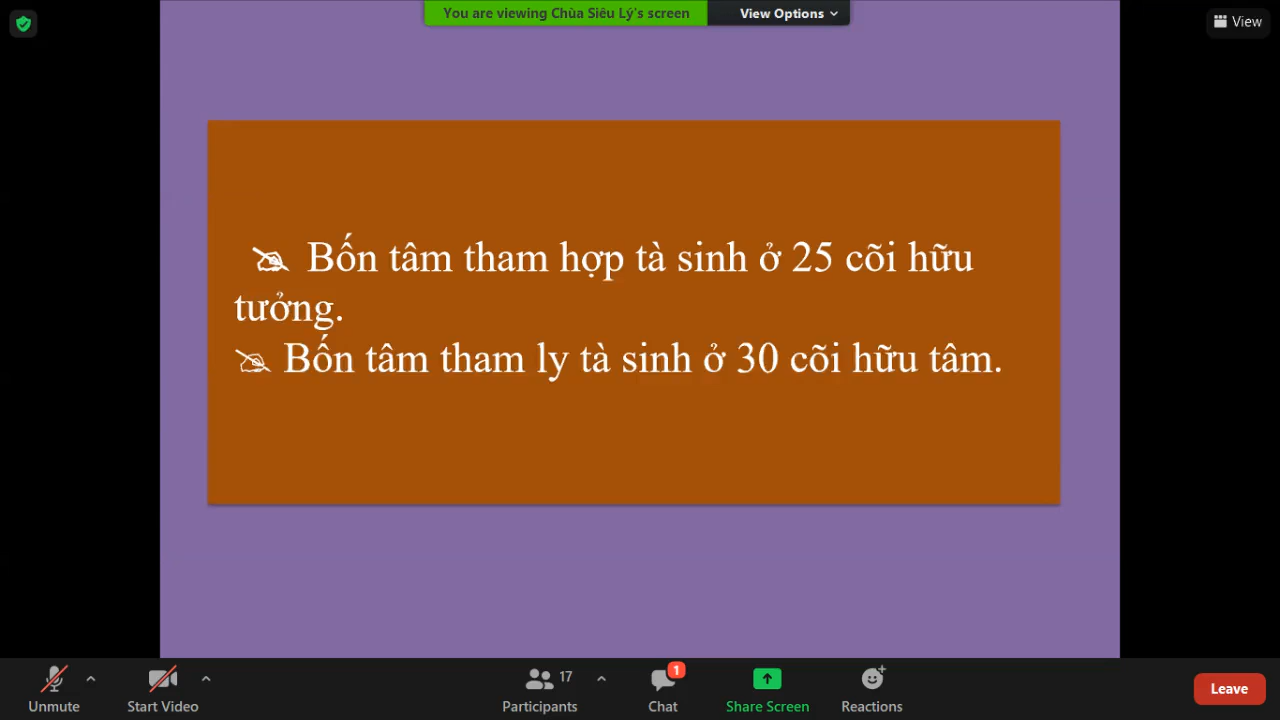 You are viewing Chùa Siêu Lý's screen
View Options
View
Bốn tâm tham hợp tà sinh ở 25 cõi hữu
tưởng.
Bốn tâm tham ly tà sinh ở 30 cõi hữu tâm.
Unmute
Start Video
17
Participants
1
Chat
Share Screen
Reactions
Leave